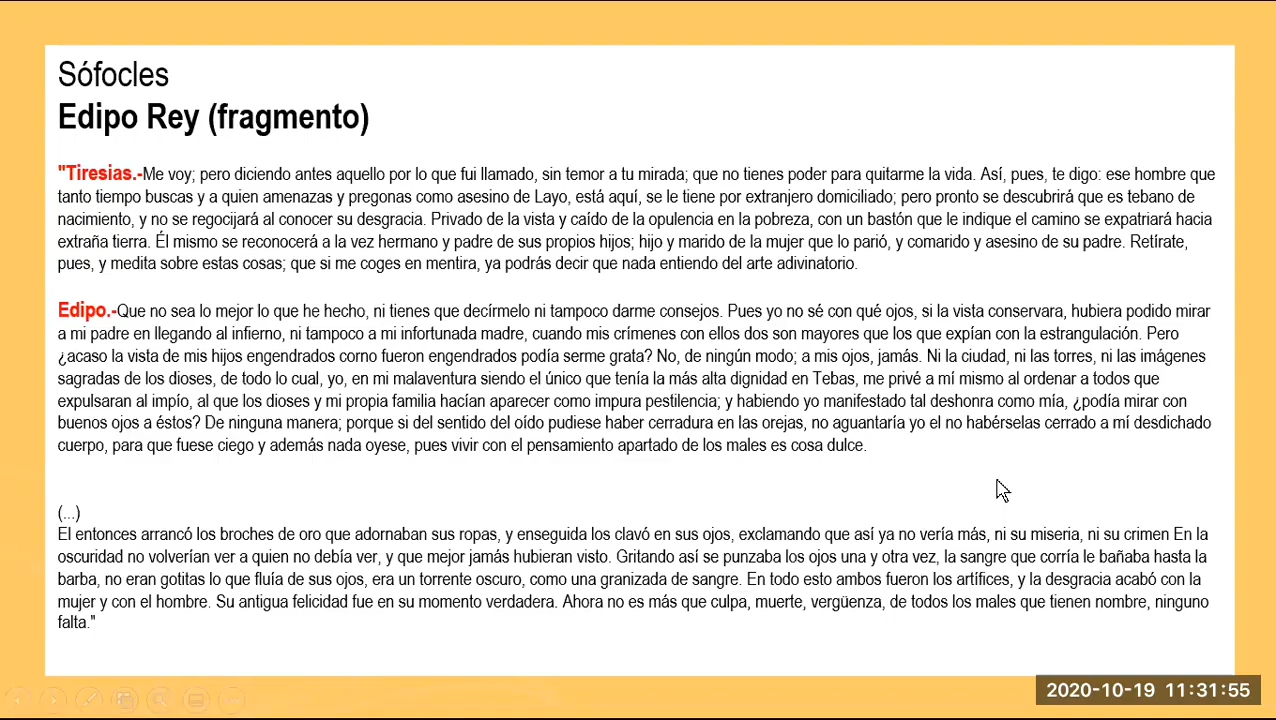 Sófocles
Edipo Rey (fragmento)
"Tiresias.-Me voy; pero diciendo antes aquello por lo que fui llamado, sin temor a tu mirada; que no tienes poder para quitarme la vida. Así, pues, te digo: ese hombre que
tanto tiempo buscas y a quien amenazas y pregonas como asesino de Layo, está aquí, se le tiene por extranjero domiciliado; pero pronto se descubrirá que es tebano de
nacimiento, y no se regocijará al conocer su desgracia. Privado de la vista y caído de la opulencia en la pobreza, con un bastón que le indique el camino se expatriará hacia
extraña tierra. Él mismo se reconocerá a la vez hermano y padre de sus propios hijos; hijo y marido de la mujer que lo parió, y comarido y asesino de su padre. Retírate,
pues, y medita sobre estas cosas; que si me coges en mentira, ya podrás decir que nada entiendo del arte adivinatorio.
Edipo.-Que no sea lo mejor lo que he hecho, ni tienes que decírmelo ni tampoco darme consejos. Pues yo no sé con qué ojos, si la vista conservara, hubiera podido mirar
a mi padre en llegando al infierno, ni tampoco a mi infortunada madre, cuando mis crímenes con ellos dos son mayores que los que expían con la estrangulación. Pero
¿acaso la vista de mis hijos engendrados corno fueron engendrados podía serme grata? No, de ningún modo; a mis ojos, jamás. Ni la ciudad, ni las torres, ni las imágenes
sagradas de los dioses, de todo lo cual, yo, en mi malaventura siendo el único que tenía la más alta dignidad en Tebas, me privé a mí mismo al ordenar a todos que
expulsaran al impío, al que los dioses y mi propia familia hacían aparecer como impura pestilencia; y habiendo yo manifestado tal deshonra como mía, ¿podía mirar con
buenos ojos a éstos? De ninguna manera; porque si del sentido del oído pudiese haber cerradura en las orejas, no aguantaría yo el no habérselas cerrado a mí desdichado
cuerpo, para que fuese ciego y además nada oyese, pues vivir con el pensamiento apartado de los males es cosa dulce.
(...)
El entonces arrancó los broches de oro que adornaban sus ropas, y enseguida los clavó en sus ojos, exclamando que así ya no vería más, ni su miseria, ni su crimen En la
oscuridad no volverían ver a quien no debía ver, y que mejor jamás hubieran visto. Gritando así se punzaba los ojos una y otra vez, la sangre que corría le bañaba hasta la
barba, no eran gotitas lo que fluía de sus ojos, era un torrente oscuro, como una granizada de sangre. En todo esto ambos fueron los artífices, y la desgracia acabó con la
mujer y con el hombre. Su antigua felicidad fue en su momento verdadera. Ahora no es más que culpa, muerte, vergüenza, de todos los males que tienen nombre, ninguno
falta."
2020-10-19 11:31:55